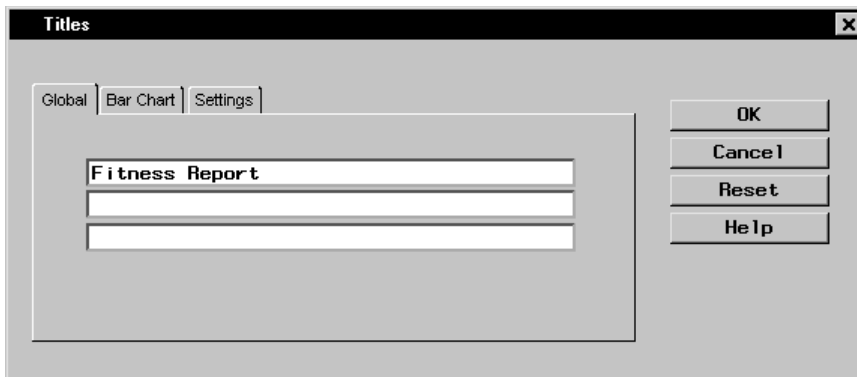 Titles
Global Bar Chart Settings
Fitness Report
OK
Cancel
Reset
Help